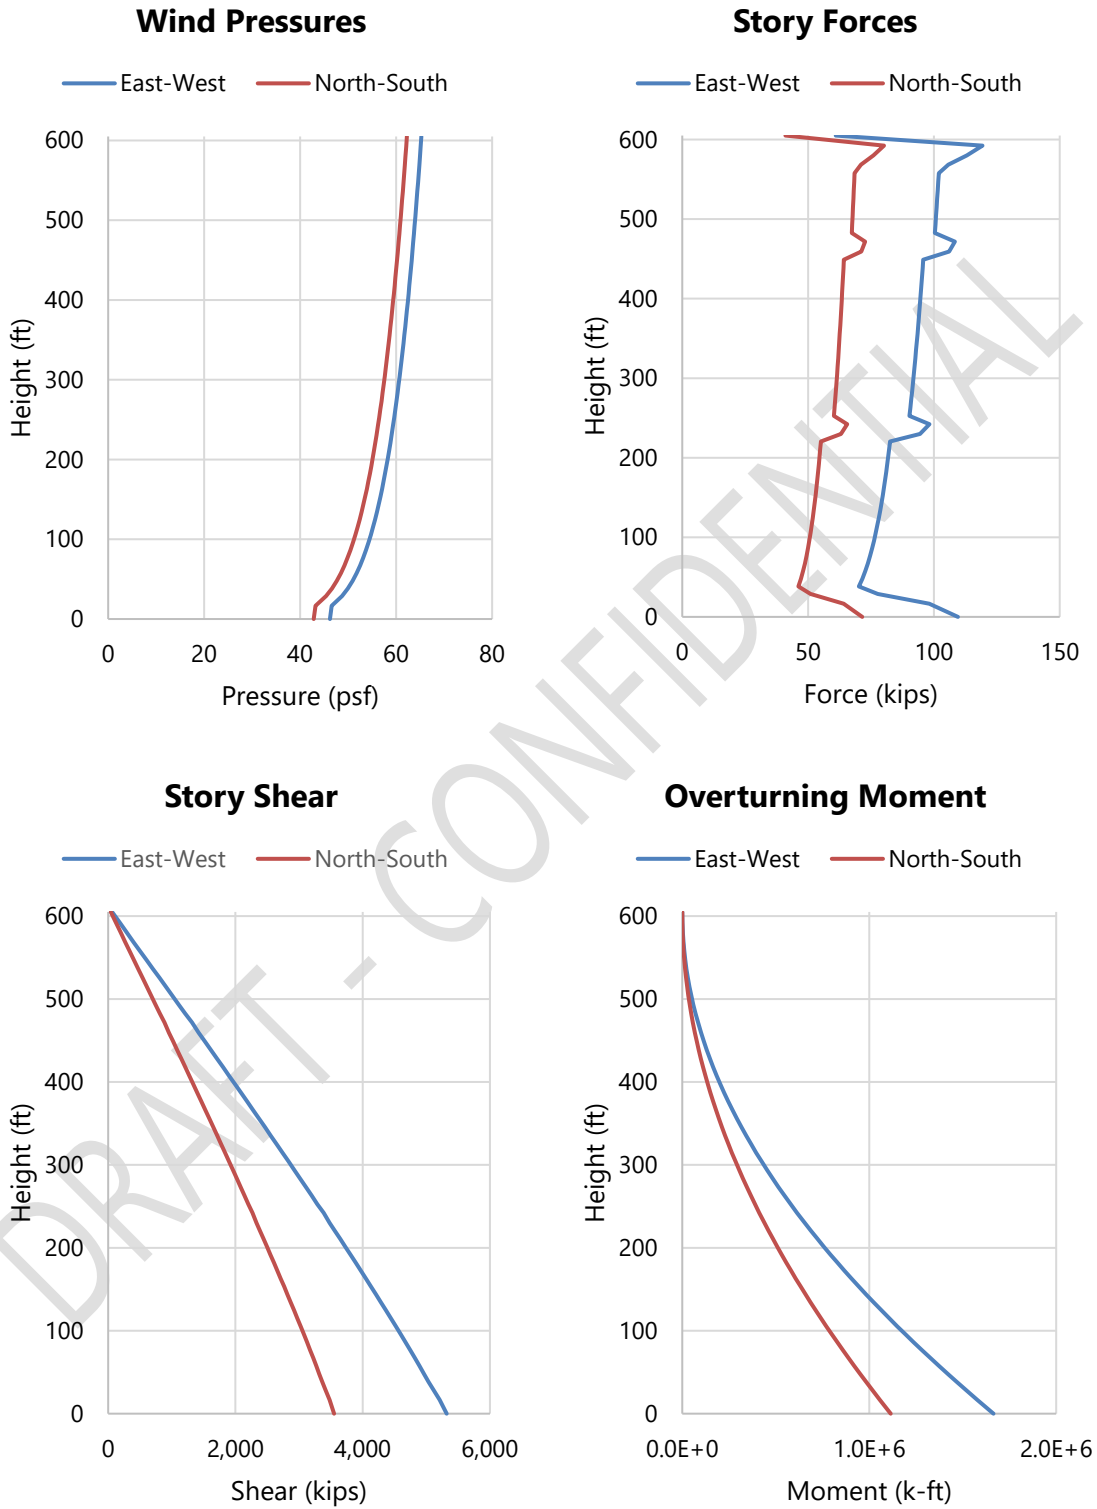 Wind Pressures
East-West North-South
600
500
400
300
200
100
0
Height (ft)
0 20 40 60 80
Pressure (psf)
Story Forces
East-West North-South
600
500
400
300
200
100
0
Height (ft)
0 50 100 150
Force (kips)
Story Shear
East-West North-South
600
500
400
300
200
100
0
Height (ft)
0 2,000 4,000 6,000
Shear (kips)
Overturning Moment
East-West North-South
600
500
400
300
200
100
0
Height (ft)
0.0E+0 1.0E+6 2.0E+6
Moment (k-ft)
DRAFT - CONFIDENTIAL